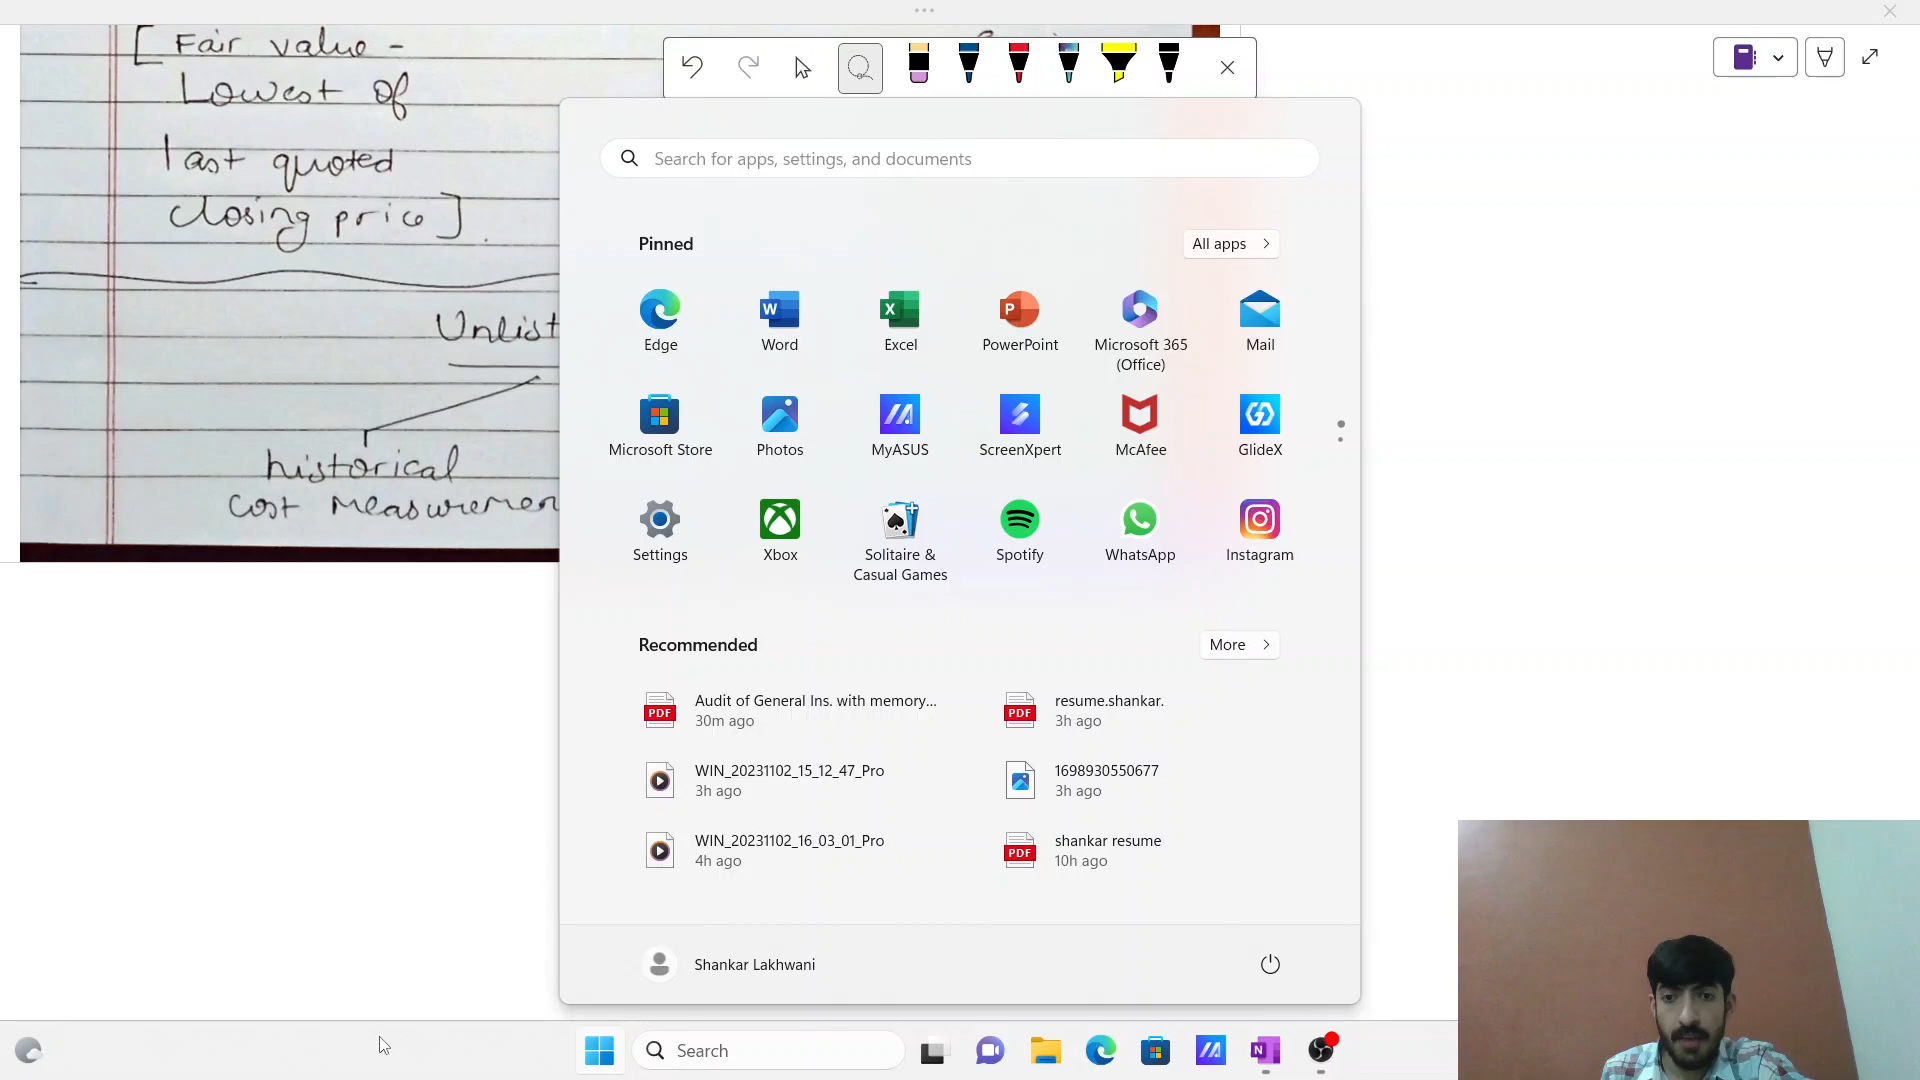 [ Fair value -
Lowest of
last quoted
closing price ] .
Unlist
historical
cost measuremen
Search for apps, settings, and documents
Pinned
All apps
Edge
Word
Excel
PowerPoint
Microsoft 365
(Office)
Mail
Microsoft Store
Photos
MyASUS
ScreenXpert
McAfee
GlideX
Settings
Xbox
Solitaire &
Casual Games
Spotify
WhatsApp
Instagram
Recommended
More
PDF
Audit of General Ins. with memory...
30m ago
PDF
resume.shankar.
3h ago
WIN_20231102_15_12_47_Pro
3h ago
1698930550677
3h ago
WIN_20231102_16_03_01_Pro
4h ago
PDF
shankar resume
10h ago
Shankar Lakhwani
Search